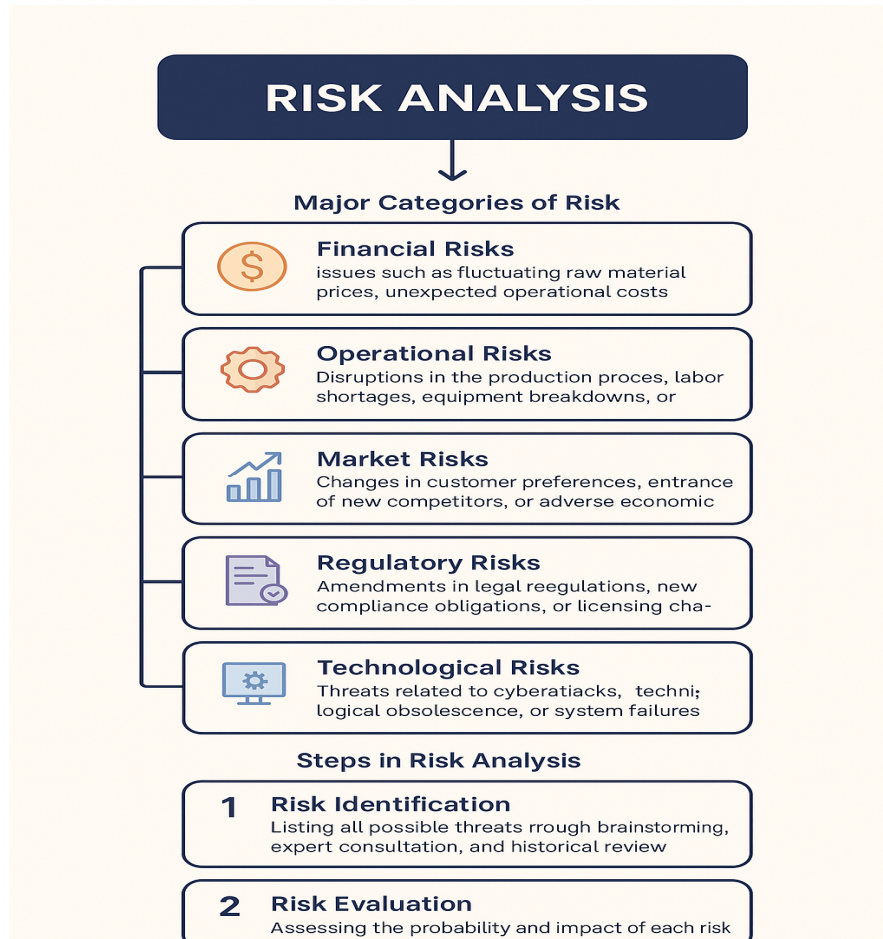 RISK ANALYSIS
Major Categories of Risk
$
Financial Risks
issues such as fluctuating raw material
prices, unexpected operational costs
Operational Risks
Disruptions in the production proces, labor
shortages, equipment breakdowns, or
Market Risks
Changes in customer preferences, entrance
of new competitors, or adverse economic
Regulatory Risks
Amendments in legal reegulations, new
compliance obligations, or licensing cha-
Technological Risks
Threats related to cyberatiacks, techni;
logical obsolescence, or system failures
Steps in Risk Analysis
1 Risk Identification
Listing all possible threats rrough brainstorming,
expert consultation, and historical review
2 Risk Evaluation
Assessing the probability and impact of each risk